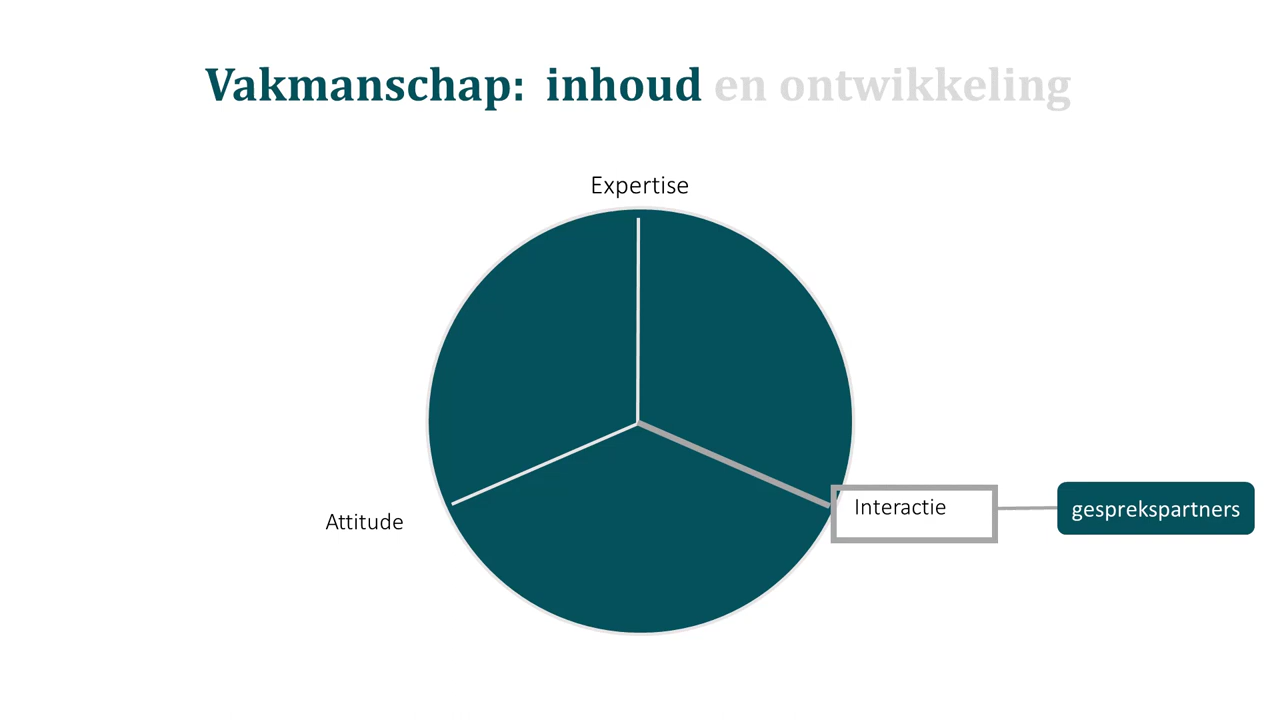 Vakmanschap: inhoud en ontwikkeling
Expertise
Interactie
gesprekspartners
Attitude